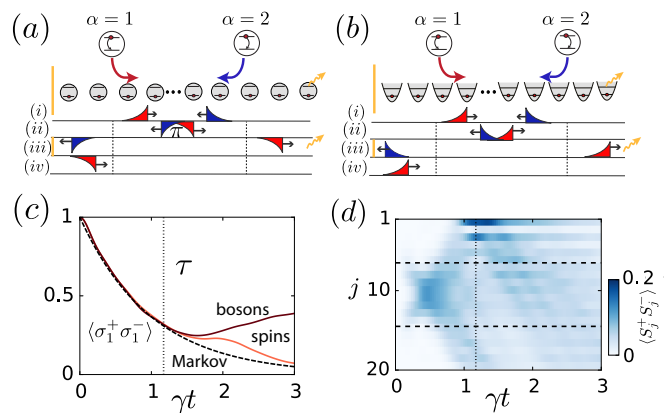 (a)
α = 1
α = 2
(i)
(ii)
π
(iii)
(iv)
(b)
α = 1
α = 2
(i)
(ii)
(iii)
(iv)
(c)
1
τ
0.5
bosons
⟨σ₁⁺σ₁⁻⟩
spins
Markov
0
0 1 2 3
γt
(d)
1
j
10
20
0 1 2 3
γt
0.2
0
⟨Sⱼ⁺Sⱼ⁻⟩